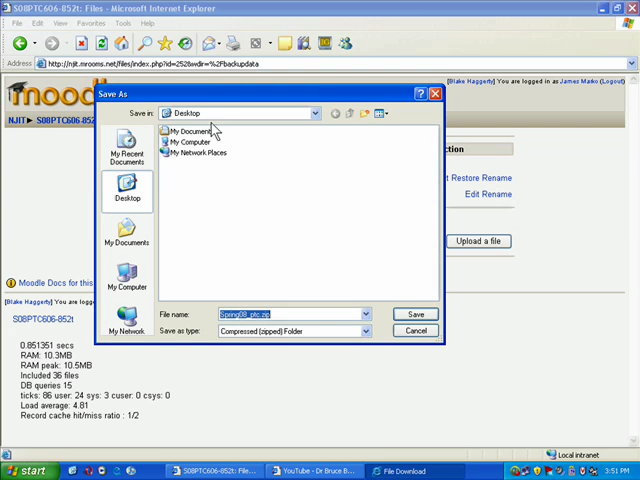 S08PTC606-852t: Files - Microsoft Internet Explorer
File Edit View Favorites Tools Help
http://njit.mrooms.net/files/index.php?id=252&wdir=%2Fbackupdata
moodl
[Blake Haggerty] You are logged in as James Marko (Logout)
NJIT ► S08PTC606-852
Save As
Save in: Desktop
My Recent Documents
Desktop
My Documents
My Computer
My Network
My Document
My Computer
My Network Places
File name: Spring08_ptc.zip
Save
Save as type: Compressed (zipped) Folder
Cancel
ction
t Restore Rename
Edit Rename
Upload a file
Moodle Docs for this
[Blake Haggerty] You are logg
S08PTC606-852t
0.851351 secs
RAM: 10.3MB
RAM peak: 10.5MB
Included 36 files
DB queries 15
ticks: 86 user: 24 sys: 3 cuser: 0 csys: 0
Load average: 4.81
Record cache hit/miss ratio : 1/2
Local intranet
start
S08PTC606-852t: File...
YouTube - Dr Bruce B...
File Download
3:51 PM